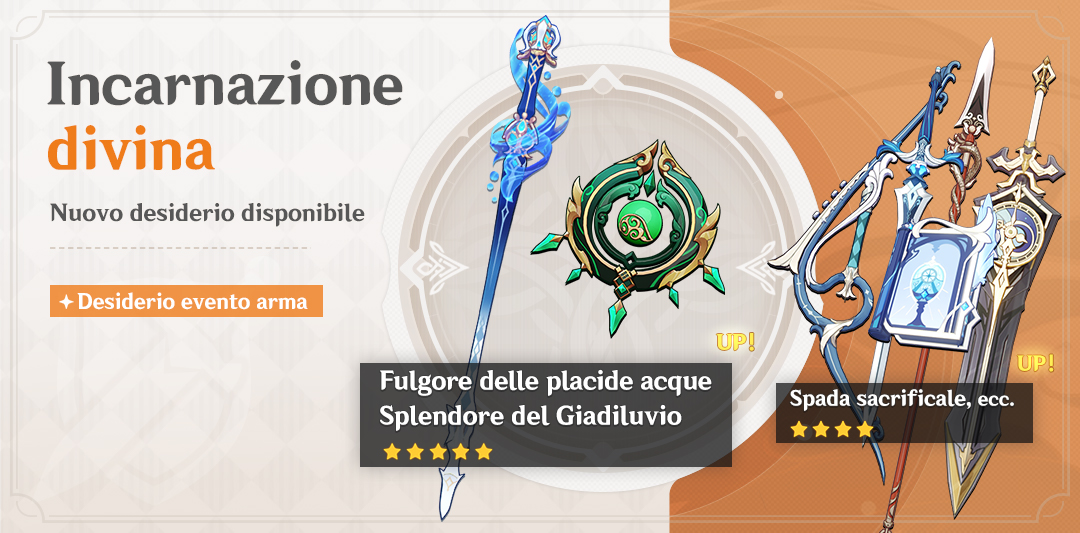 Incarnazione
divina
Nuovo desiderio disponibile
Desiderio evento arma
UP!
Fulgore delle placide acque
Splendore del Giadiluvio
UP!
Spada sacrificale, ecc.